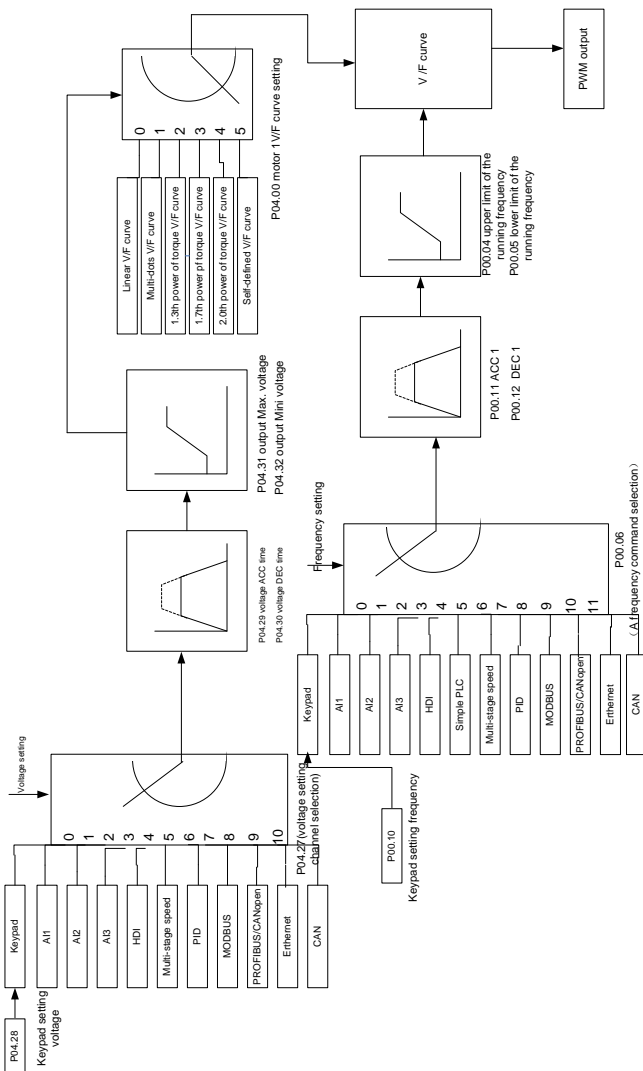 P04.28
Keypad setting
voltage
Keypad
AI1
AI2
AI3
HDI
Multi-stage speed
PID
MODBUS
PROFIBUS/CANopen
Erthernet
CAN
Voltage setting
0
1
2
3
4
5
6
7
8
9
10
P04.27(voltage setting
channel selection)
P04.29 voltage ACC time
P04.30 voltage DEC time
P04.31 output Max. voltage
P04.32 output Mini voltage
Linear V/F curve
Multi-dots V/F curve
1.3th power of torque V/F curve
1.7th power pf torque V/F curve
2.0th power of torque V/F curve
Self-defined V/F curve
0
1
2
3
4
5
P04.00 motor 1V/F curve setting
P00.10
Keypad setting frequency
Keypad
AI1
AI2
AI3
HDI
Simple PLC
Multi-stage speed
PID
MODBUS
PROFIBUS/CANopen
Erthernet
CAN
Frequency setting
0
1
2
3
4
5
6
7
8
9
10
11
P00.06
（A frequency command selection）
P00.11 ACC 1
P00.12 DEC 1
P00.04 upper limit of the
running frequency
P00.05 lower limit of the
running frequency
V /F curve
PWM output